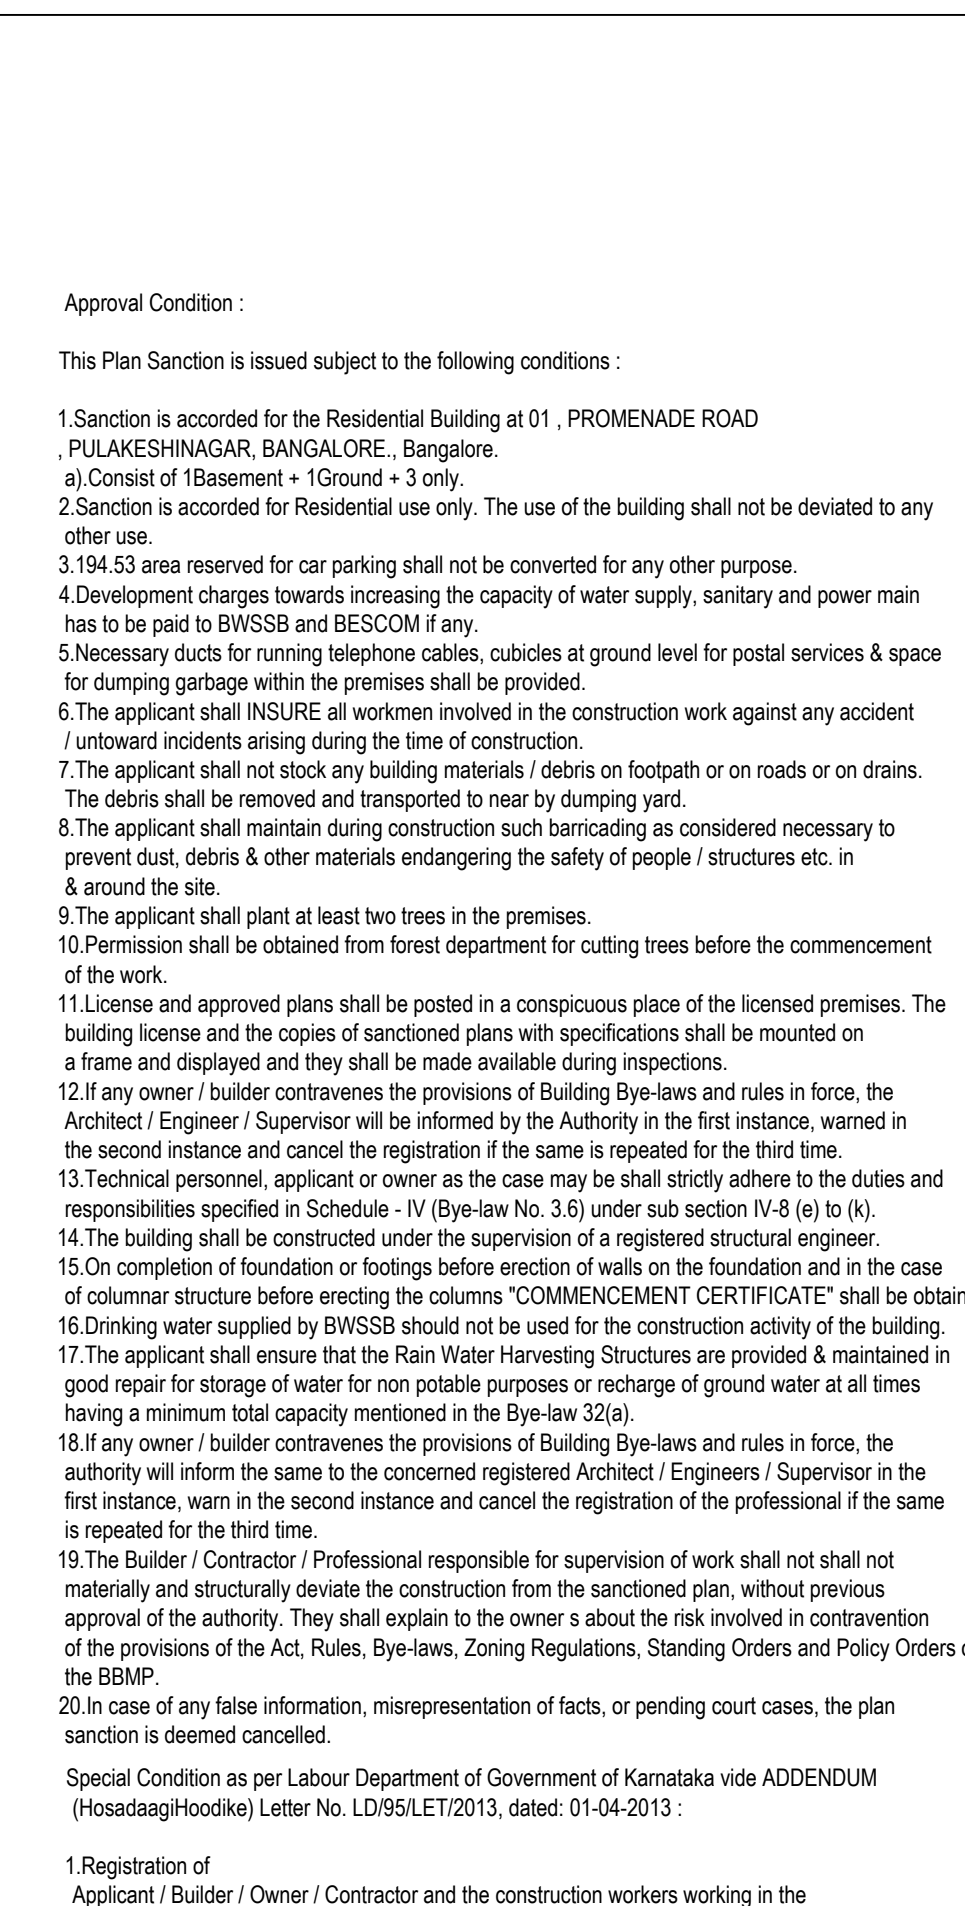 Approval Condition :
This Plan Sanction is issued subject to the following conditions :
1.Sanction is accorded for the Residential Building at 01 , PROMENADE ROAD
, PULAKESHINAGAR, BANGALORE., Bangalore.
a).Consist of 1Basement + 1Ground + 3 only.
2.Sanction is accorded for Residential use only. The use of the building shall not be deviated to any
other use.
3.194.53 area reserved for car parking shall not be converted for any other purpose.
4.Development charges towards increasing the capacity of water supply, sanitary and power main
has to be paid to BWSSB and BESCOM if any.
5.Necessary ducts for running telephone cables, cubicles at ground level for postal services & space
for dumping garbage within the premises shall be provided.
6.The applicant shall INSURE all workmen involved in the construction work against any accident
/ untoward incidents arising during the time of construction.
7.The applicant shall not stock any building materials / debris on footpath or on roads or on drains.
The debris shall be removed and transported to near by dumping yard.
8.The applicant shall maintain during construction such barricading as considered necessary to
prevent dust, debris & other materials endangering the safety of people / structures etc. in
& around the site.
9.The applicant shall plant at least two trees in the premises.
10.Permission shall be obtained from forest department for cutting trees before the commencement
of the work.
11.License and approved plans shall be posted in a conspicuous place of the licensed premises. The
building license and the copies of sanctioned plans with specifications shall be mounted on
a frame and displayed and they shall be made available during inspections.
12.If any owner / builder contravenes the provisions of Building Bye-laws and rules in force, the
Architect / Engineer / Supervisor will be informed by the Authority in the first instance, warned in
the second instance and cancel the registration if the same is repeated for the third time.
13.Technical personnel, applicant or owner as the case may be shall strictly adhere to the duties and
responsibilities specified in Schedule - IV (Bye-law No. 3.6) under sub section IV-8 (e) to (k).
14.The building shall be constructed under the supervision of a registered structural engineer.
15.On completion of foundation or footings before erection of walls on the foundation and in the case
of columnar structure before erecting the columns "COMMENCEMENT CERTIFICATE" shall be obtain
16.Drinking water supplied by BWSSB should not be used for the construction activity of the building.
17.The applicant shall ensure that the Rain Water Harvesting Structures are provided & maintained in
good repair for storage of water for non potable purposes or recharge of ground water at all times
having a minimum total capacity mentioned in the Bye-law 32(a).
18.If any owner / builder contravenes the provisions of Building Bye-laws and rules in force, the
authority will inform the same to the concerned registered Architect / Engineers / Supervisor in the
first instance, warn in the second instance and cancel the registration of the professional if the same
is repeated for the third time.
19.The Builder / Contractor / Professional responsible for supervision of work shall not shall not
materially and structurally deviate the construction from the sanctioned plan, without previous
approval of the authority. They shall explain to the owner s about the risk involved in contravention
of the provisions of the Act, Rules, Bye-laws, Zoning Regulations, Standing Orders and Policy Orders
the BBMP.
20.In case of any false information, misrepresentation of facts, or pending court cases, the plan
sanction is deemed cancelled.
Special Condition as per Labour Department of Government of Karnataka vide ADDENDUM
(HosadaagiHoodike) Letter No. LD/95/LET/2013, dated: 01-04-2013 :
1.Registration of
Applicant / Builder / Owner / Contractor and the construction workers working in the